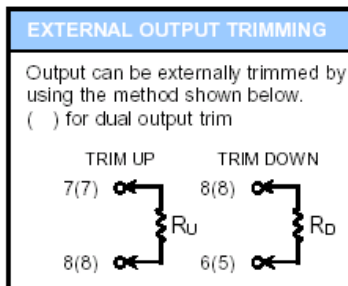 EXTERNAL OUTPUT TRIMMING
Output can be externally trimmed by
using the method shown below.
( ) for dual output trim
TRIM UP TRIM DOWN
7(7) 8(8)
RU RD
8(8) 6(5)